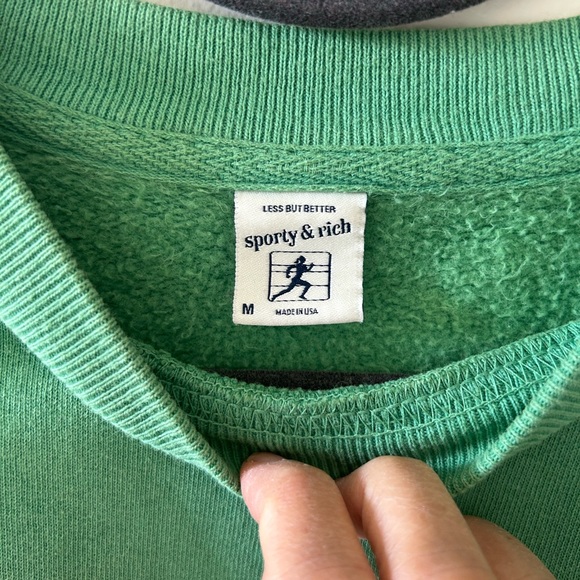 LESS BUT BETTER
sporty & rich
M
MADE IN USA